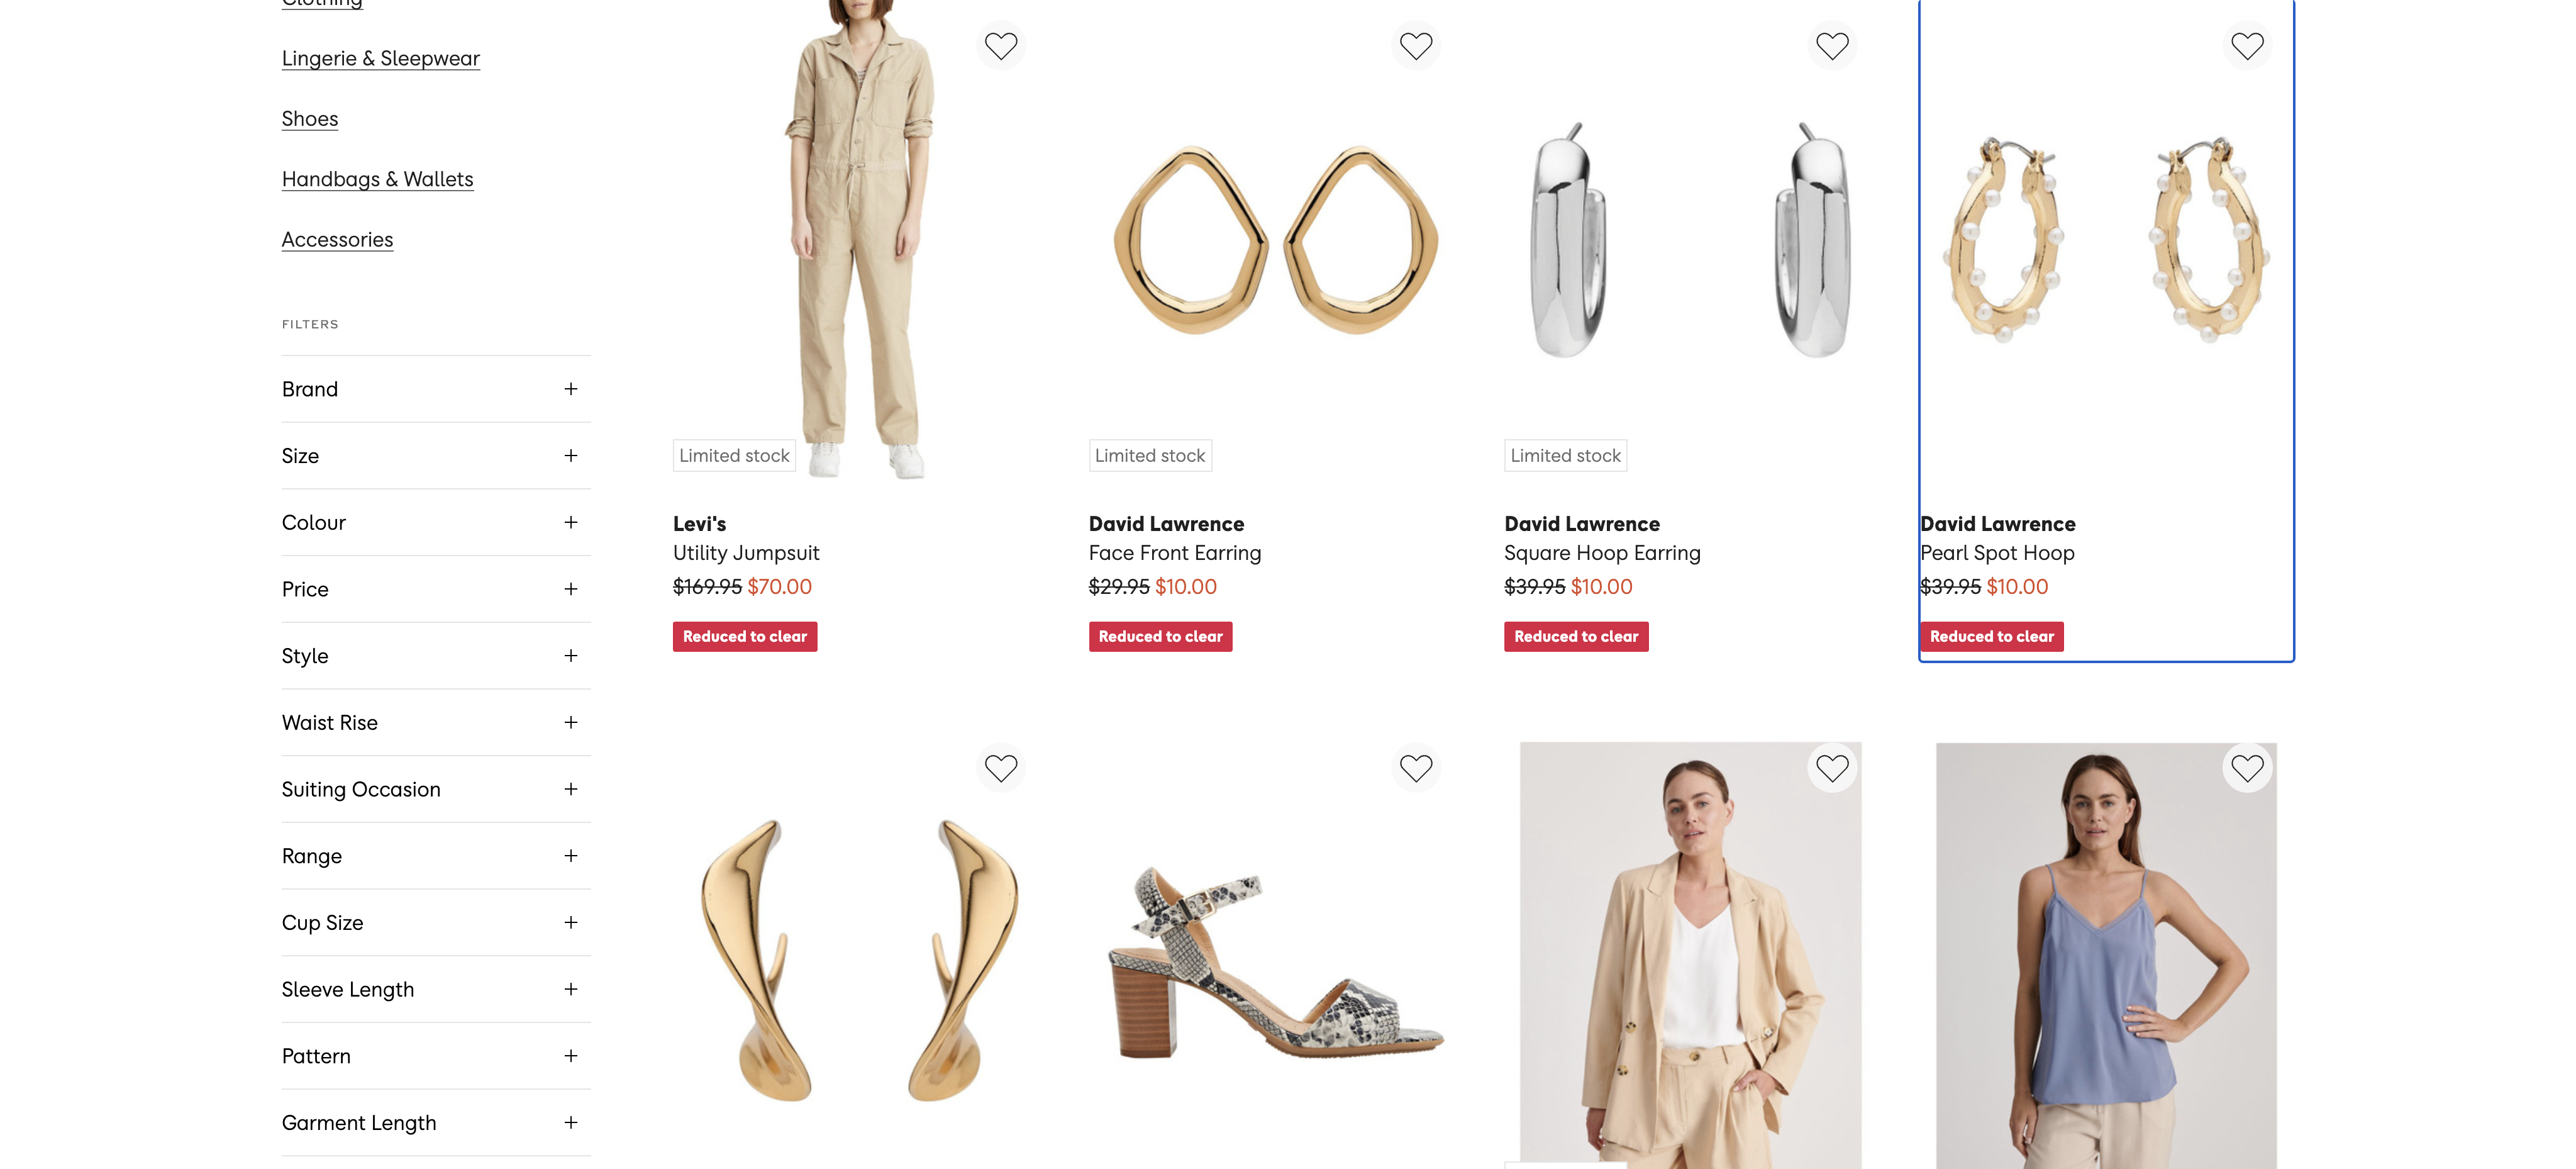 Clothing
Lingerie & Sleepwear
Shoes
Handbags & Wallets
Accessories
FILTERS
Brand
Size
Colour
Price
Style
Waist Rise
Suiting Occasion
Range
Cup Size
Sleeve Length
Pattern
Garment Length
Limited stock
Levi's
Utility Jumpsuit
$169.95 $70.00
Reduced to clear
Limited stock
David Lawrence
Face Front Earring
$29.95 $10.00
Reduced to clear
Limited stock
David Lawrence
Square Hoop Earring
$39.95 $10.00
Reduced to clear
David Lawrence
Pearl Spot Hoop
$39.95 $10.00
Reduced to clear